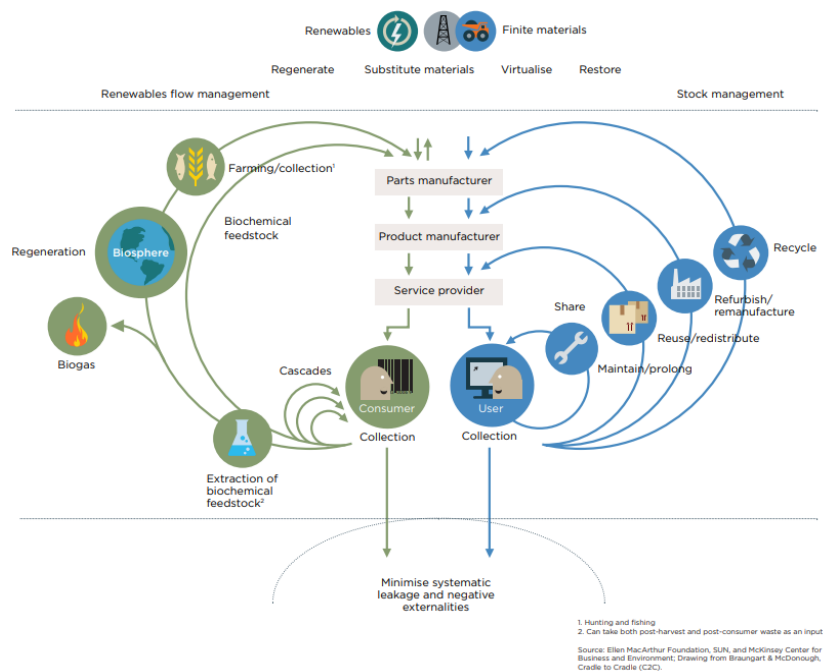 Renewables
Finite materials
Regenerate Substitute materials Virtualise Restore
Renewables flow management
Stock management
Farming/collection¹
Parts manufacturer
Biochemical
feedstock
Regeneration
Biosphere
Product manufacturer
Recycle
Service provider
Refurbish/
remanufacture
Share
Reuse/redistribute
Biogas
Cascades
Maintain/prolong
Consumer
User
Collection
Collection
Extraction of
biochemical
feedstock²
Minimise systematic
leakage and negative
externalities
1. Hunting and fishing
2. Can take both post-harvest and post-consumer waste as an input
Source: Ellen MacArthur Foundation, SUN, and McKinsey Center for
Business and Environment; Drawing from Braungart & McDonough,
Cradle to Cradle (C2C).